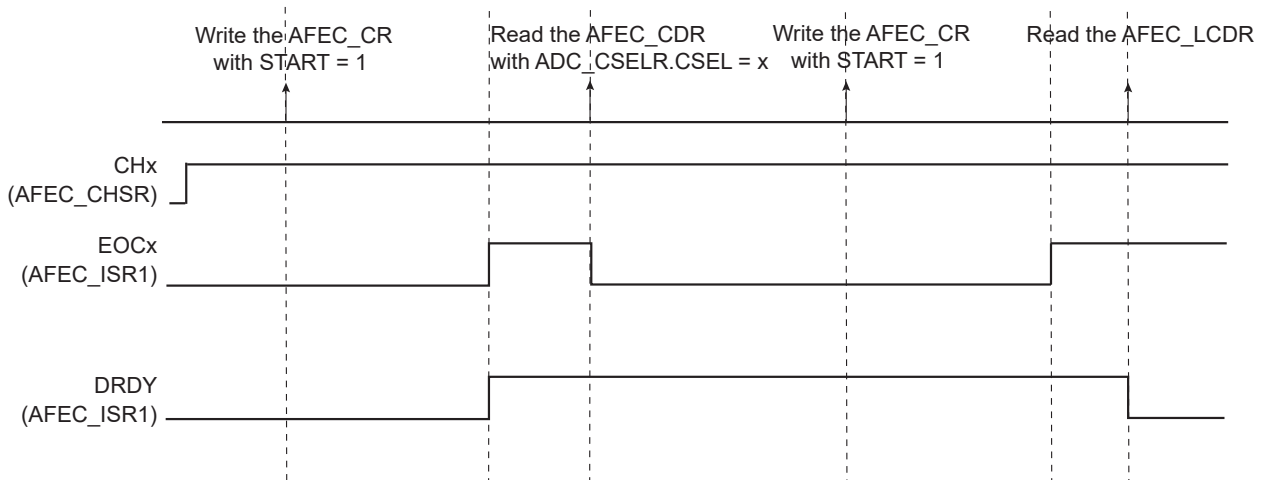 Write the AFEC_CR
with START = 1
Read the AFEC_CDR
with ADC_CSELR.CSEL = x
Write the AFEC_CR
with START = 1
Read the AFEC_LCDR
CHx
(AFEC_CHSR)
EOCx
(AFEC_ISR1)
DRDY
(AFEC_ISR1)